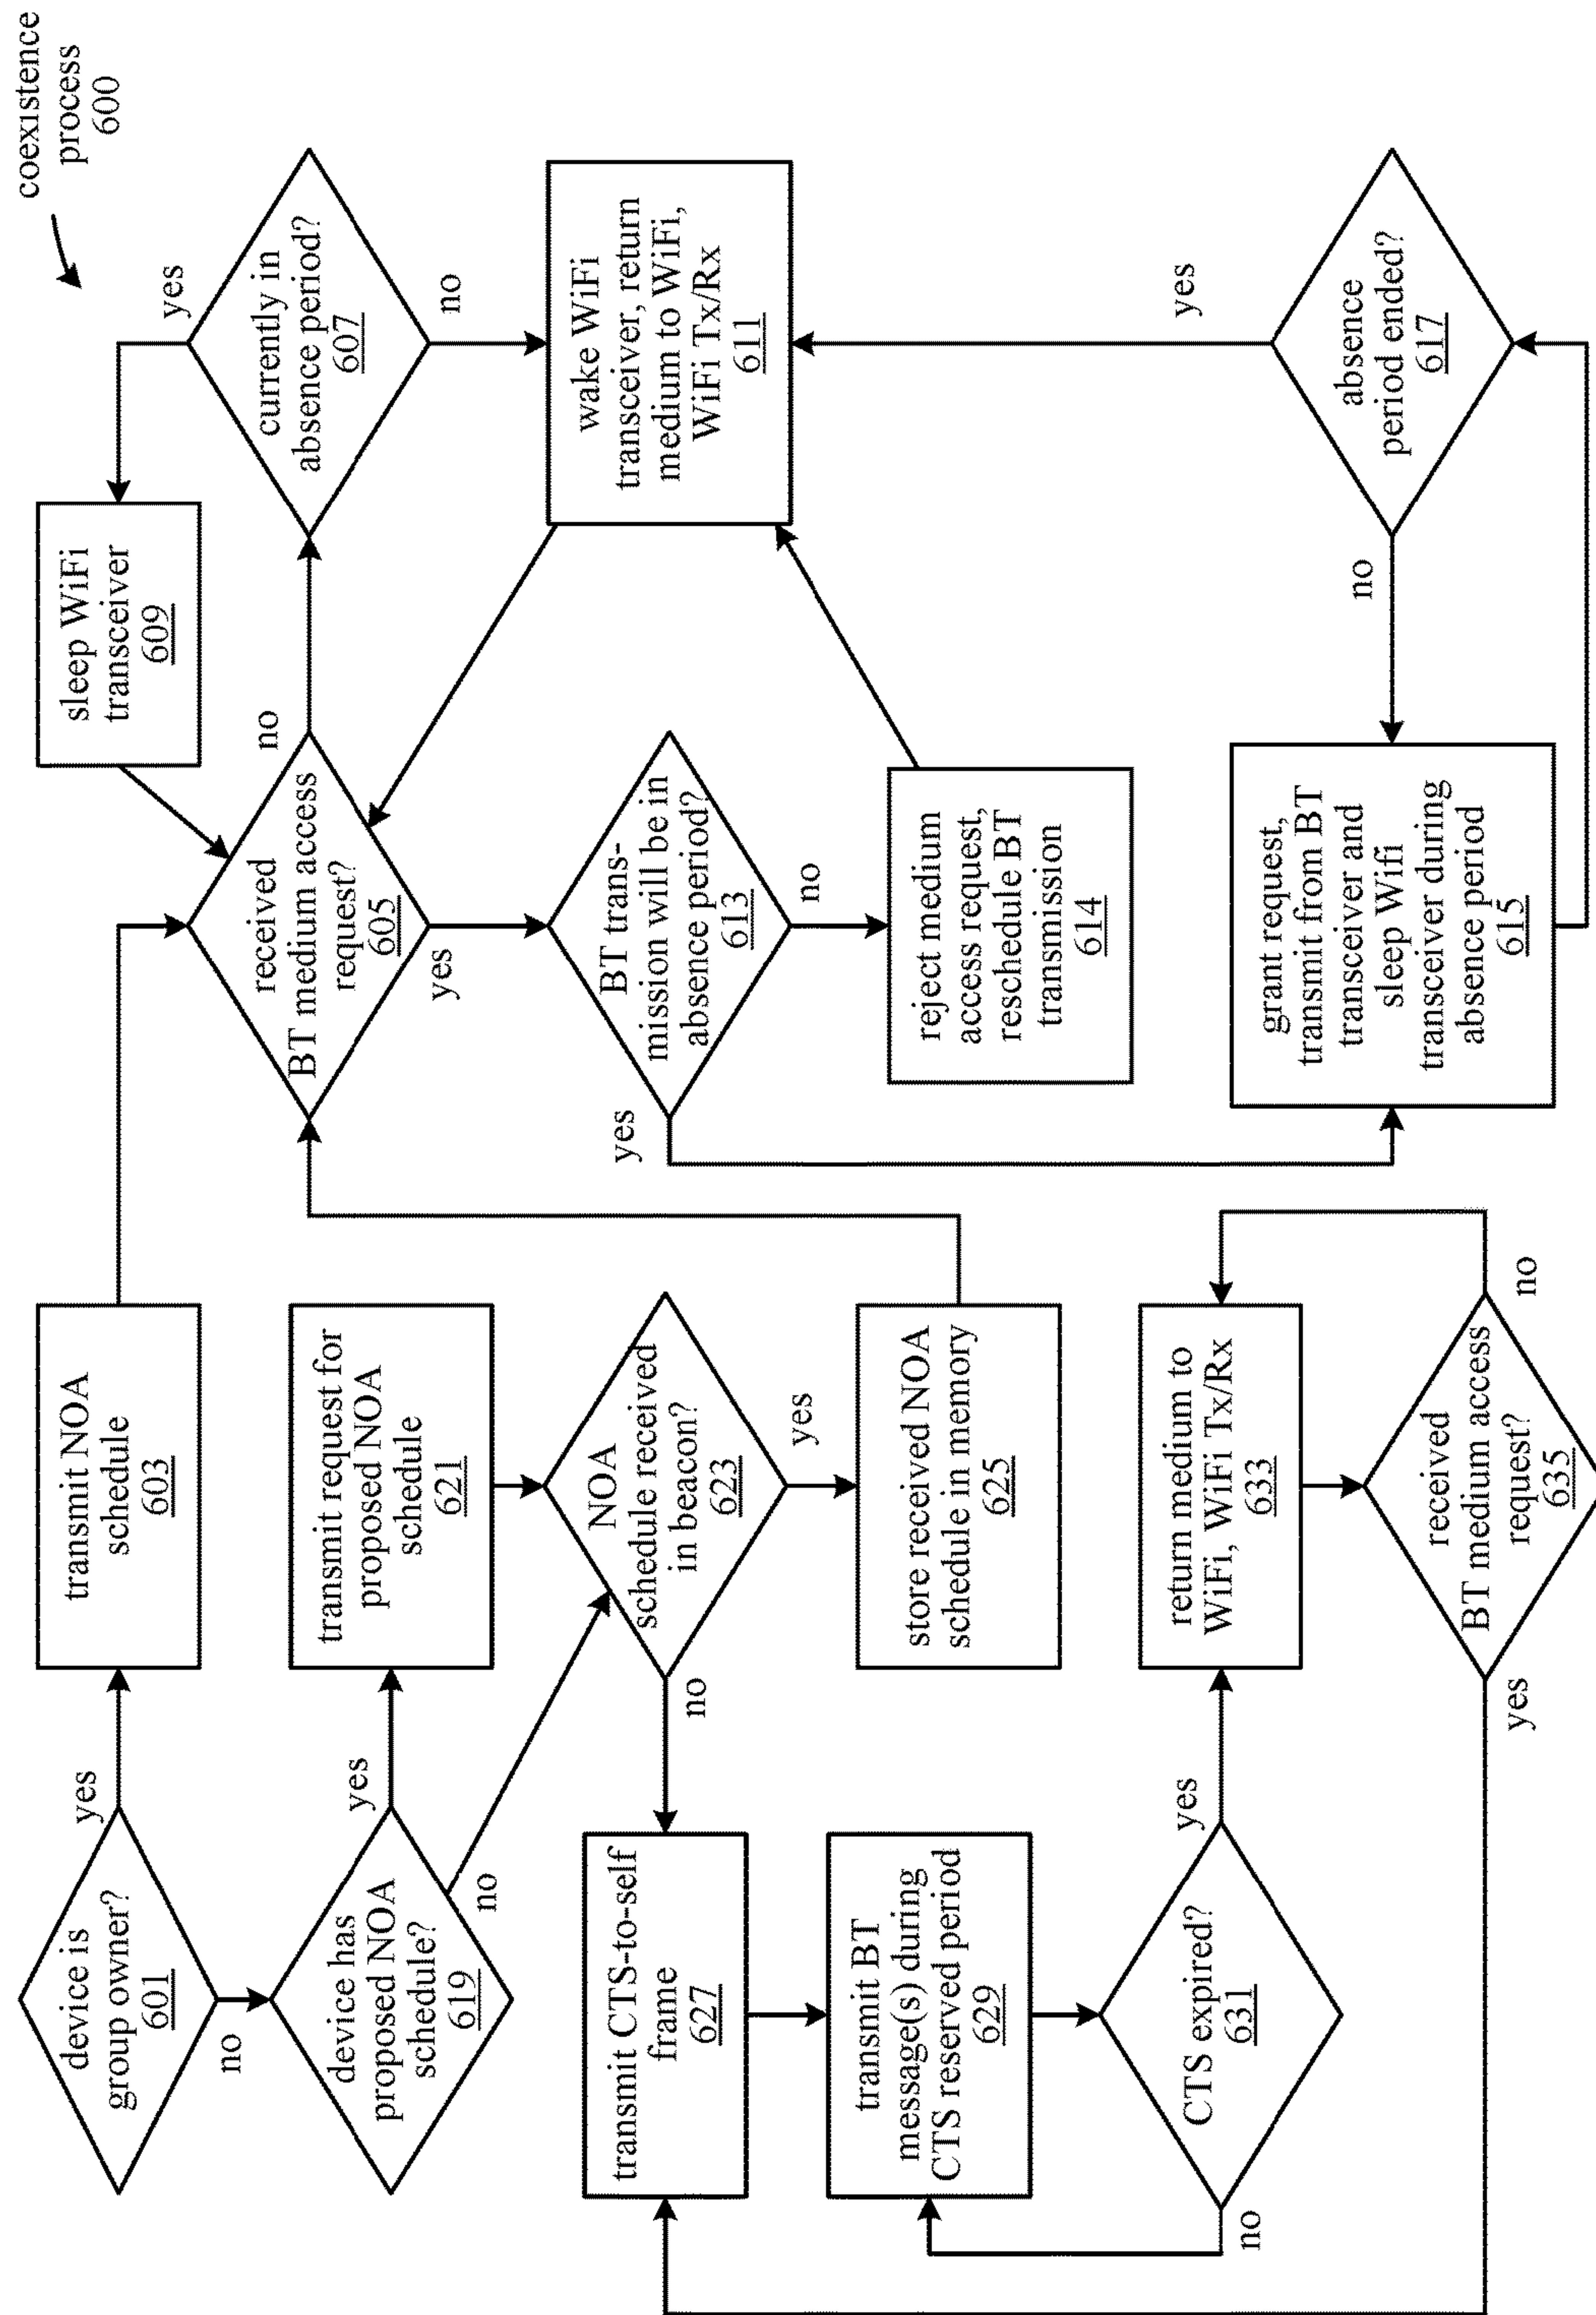 coexistence
process
600
device is
group owner?
601
yes
no
transmit NOA
schedule
603
device has
proposed NOA
schedule?
619
yes
no
transmit request for
proposed NOA
schedule
621
NOA
schedule received
in beacon?
623
no
yes
store received NOA
schedule in memory
625
transmit CTS-to-self
frame
627
transmit BT
message(s) during
CTS reserved period
629
CTS expired?
631
yes
no
return medium to
WiFi, WiFi Tx/Rx
633
received
BT medium access
request?
635
yes
no
received
BT medium access
request?
605
no
yes
sleep WiFi
transceiver
609
currently in
absence period?
607
yes
no
wake WiFi
transceiver, return
medium to WiFi,
WiFi Tx/Rx
611
BT trans-
mission will be in
absence period?
613
yes
no
reject medium
access request,
reschedule BT
transmission
614
grant request,
transmit from BT
transceiver and
sleep Wifi
transceiver during
absence period
615
absence
period ended?
617
no
yes